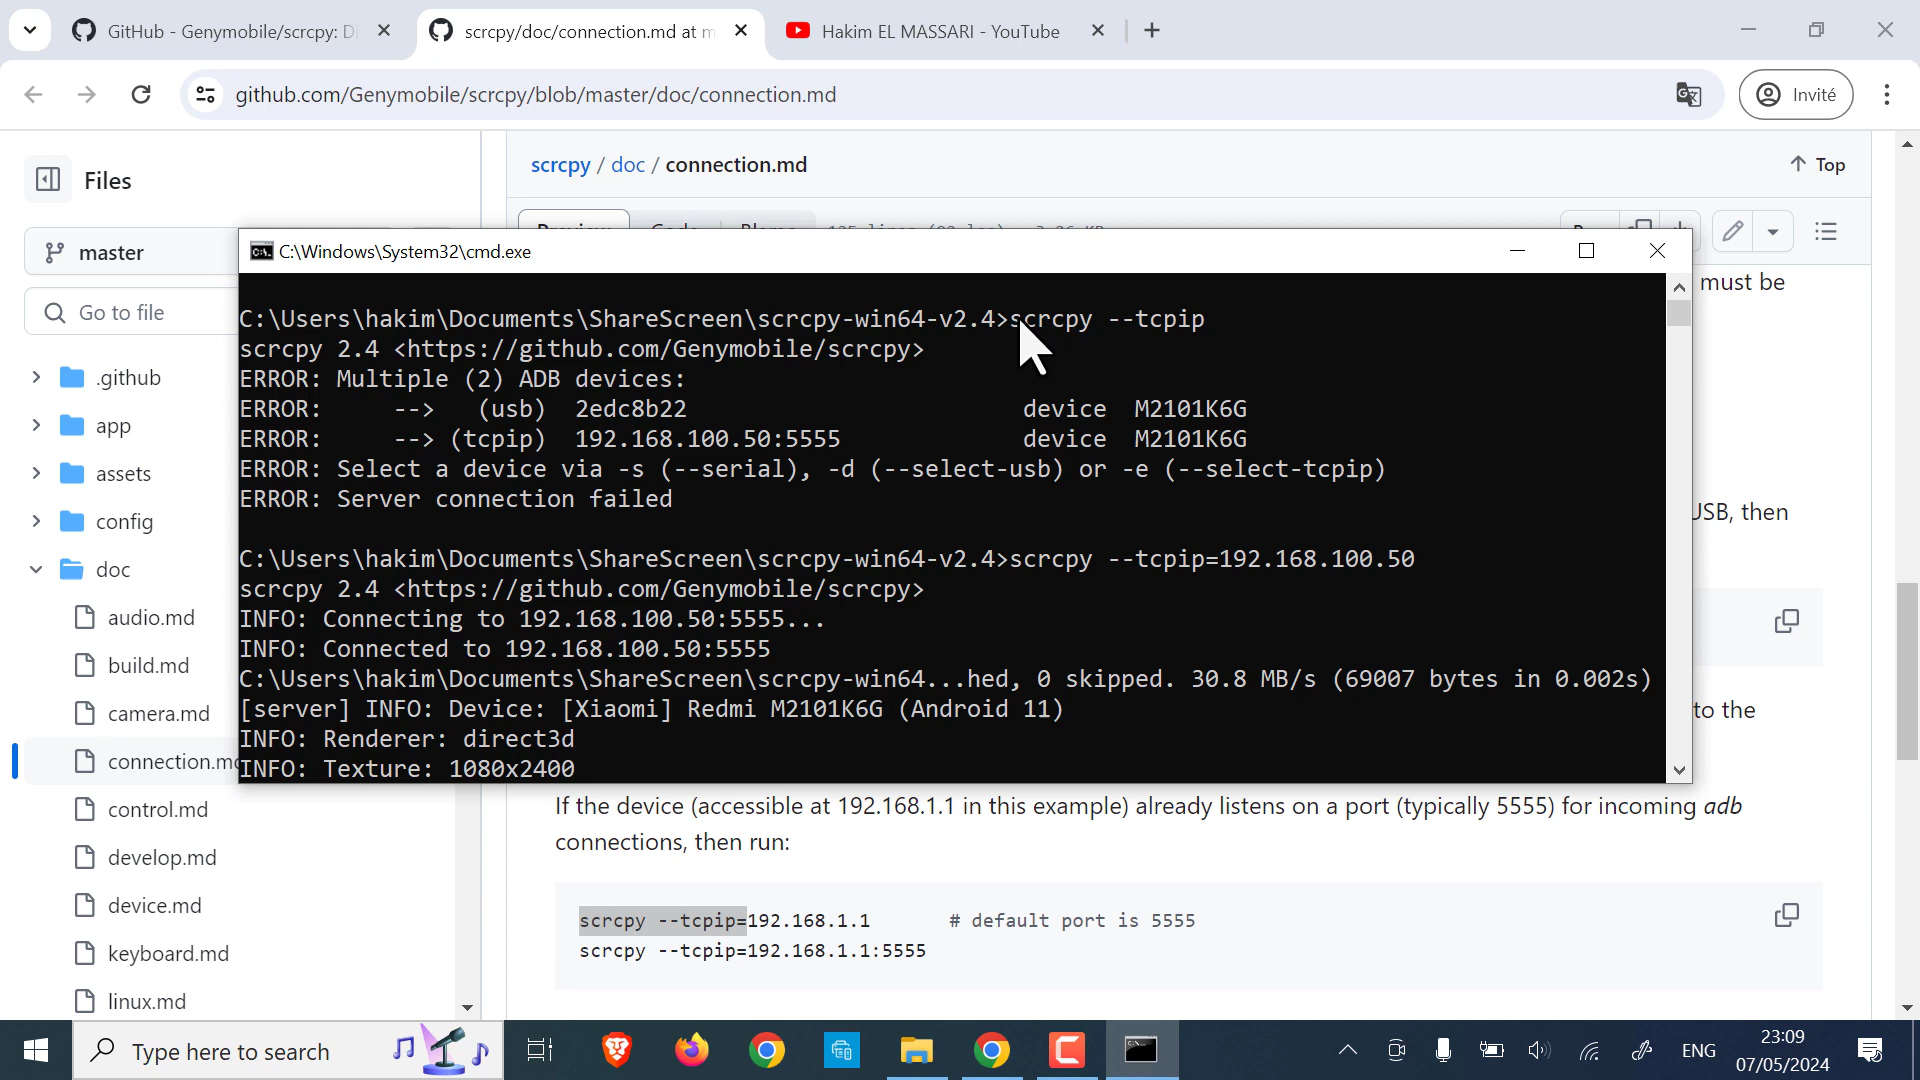 GitHub - Genymobile/scrcpy: Di
scrcpy/doc/connection.md at m
Hakim EL MASSARI - YouTube
github.com/Genymobile/scrcpy/blob/master/doc/connection.md
Invité
Files
scrcpy / doc / connection.md
Top
master
Go to file
.github
app
assets
config
doc
audio.md
build.md
camera.md
connection.md
control.md
develop.md
device.md
keyboard.md
linux.md
must be
USB, then
to the
C:\Windows\System32\cmd.exe
C:\Users\hakim\Documents\ShareScreen\scrcpy-win64-v2.4>scrcpy --tcpip
scrcpy 2.4 <https://github.com/Genymobile/scrcpy>
ERROR: Multiple (2) ADB devices:
ERROR:     -->   (usb)  2edc8b22                        device  M2101K6G
ERROR:     --> (tcpip)  192.168.100.50:5555             device  M2101K6G
ERROR: Select a device via -s (--serial), -d (--select-usb) or -e (--select-tcpip)
ERROR: Server connection failed
C:\Users\hakim\Documents\ShareScreen\scrcpy-win64-v2.4>scrcpy --tcpip=192.168.100.50
scrcpy 2.4 <https://github.com/Genymobile/scrcpy>
INFO: Connecting to 192.168.100.50:5555...
INFO: Connected to 192.168.100.50:5555
C:\Users\hakim\Documents\ShareScreen\scrcpy-win64...hed, 0 skipped. 30.8 MB/s (69007 bytes in 0.002s)
[server] INFO: Device: [Xiaomi] Redmi M2101K6G (Android 11)
INFO: Renderer: direct3d
INFO: Texture: 1080x2400
If the device (accessible at 192.168.1.1 in this example) already listens on a port (typically 5555) for incoming adb
connections, then run:
scrcpy --tcpip=192.168.1.1       # default port is 5555
scrcpy --tcpip=192.168.1.1:5555
Type here to search
ENG
23:09
07/05/2024